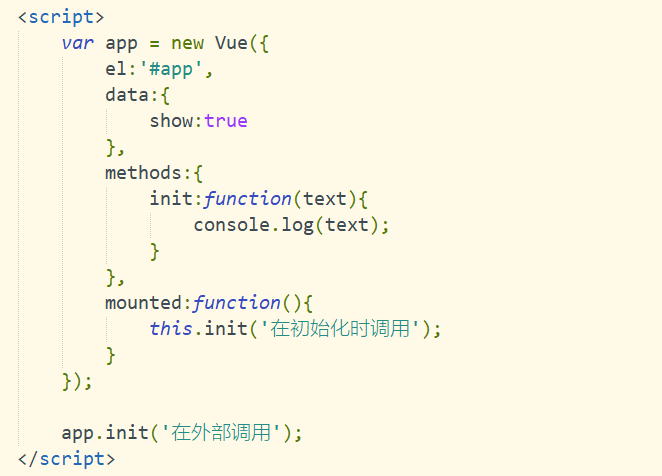 <script>
    var app = new Vue({
        el:'#app',
        data:{
            show:true
        },
        methods:{
            init:function(text){
                console.log(text);
            }
        },
        mounted:function(){
            this.init('在初始化时调用');
        }
    });

    app.init('在外部调用');
</script>